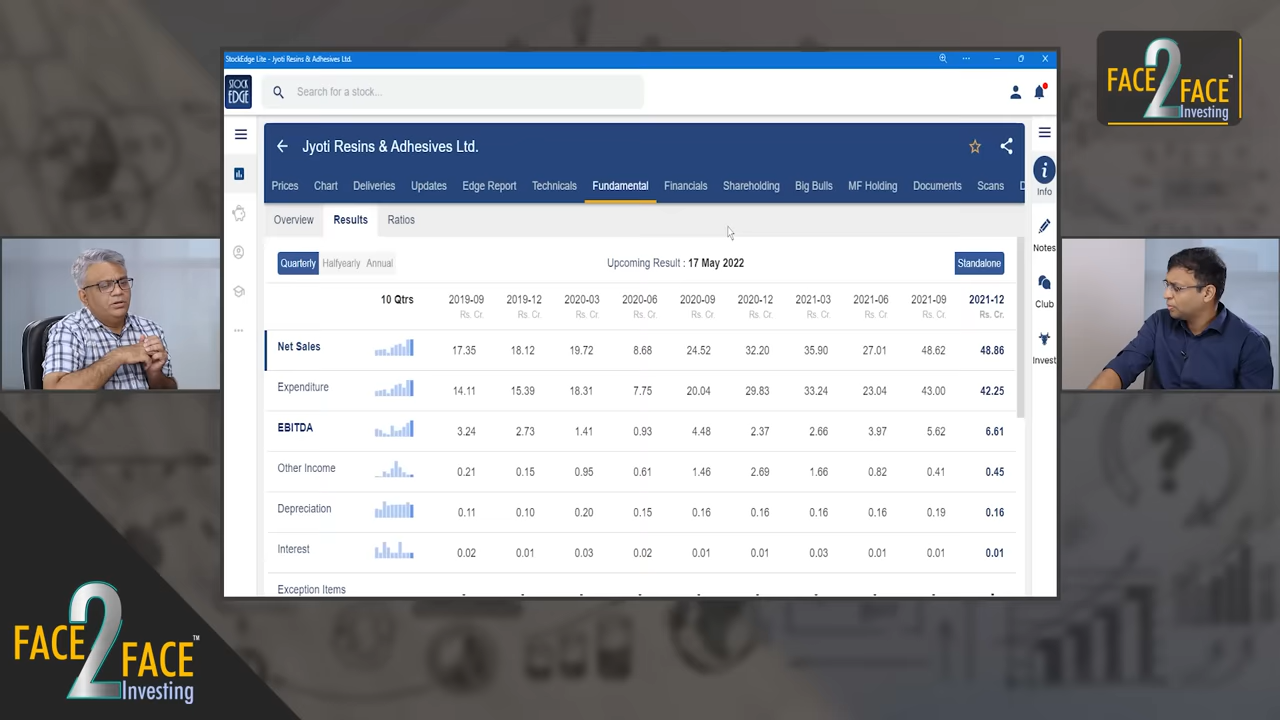 StockEdge Lite - Jyoti Resins & Adhesives Ltd.
STOCK
EDGE
Search for a stock...
FACE 2 FACE™
Investing
Jyoti Resins & Adhesives Ltd.
Prices Chart Deliveries Updates Edge Report Technicals Fundamental Financials Shareholding Big Bulls MF Holding Documents Scans D
Info
Overview Results Ratios
Notes
Quarterly Halfyearly Annual Upcoming Result : 17 May 2022 Standalone
Club
10 Qtrs 2019-09 2019-12 2020-03 2020-06 2020-09 2020-12 2021-03 2021-06 2021-09 2021-12
Rs. Cr. Rs. Cr. Rs. Cr. Rs. Cr. Rs. Cr. Rs. Cr. Rs. Cr. Rs. Cr. Rs. Cr. Rs. Cr.
Net Sales 17.35 18.12 19.72 8.68 24.52 32.20 35.90 27.01 48.62 48.86
Invest
Expenditure 14.11 15.39 18.31 7.75 20.04 29.83 33.24 23.04 43.00 42.25
EBITDA 3.24 2.73 1.41 0.93 4.48 2.37 2.66 3.97 5.62 6.61
Other Income 0.21 0.15 0.95 0.61 1.46 2.69 1.66 0.82 0.41 0.45
Depreciation 0.11 0.10 0.20 0.15 0.16 0.16 0.16 0.16 0.19 0.16
Interest 0.02 0.01 0.03 0.02 0.01 0.01 0.03 0.01 0.01 0.01
Exception Items
FACE 2 FACE™
Investing